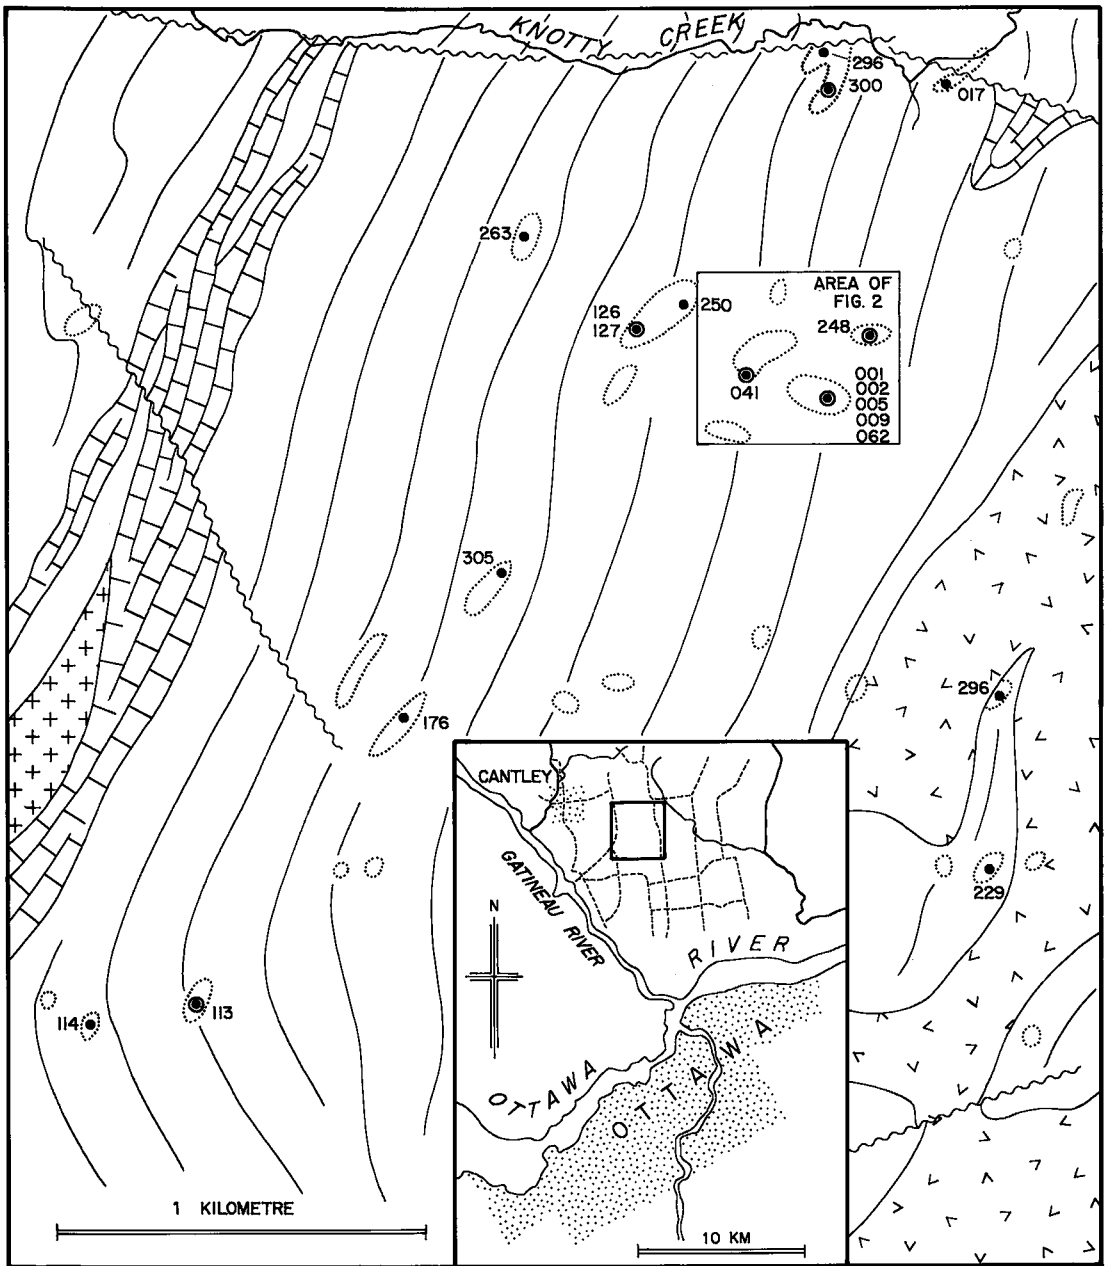 KNOTTY CREEK
296
300
017
263
250
126
127
AREA OF
FIG. 2
248
041
001
002
005
009
062
305
296
176
229
113
114
1 KILOMETRE
CANTLEY
GATINEAU RIVER
N
RIVER
OTTAWA
OTTAWA
10 KM